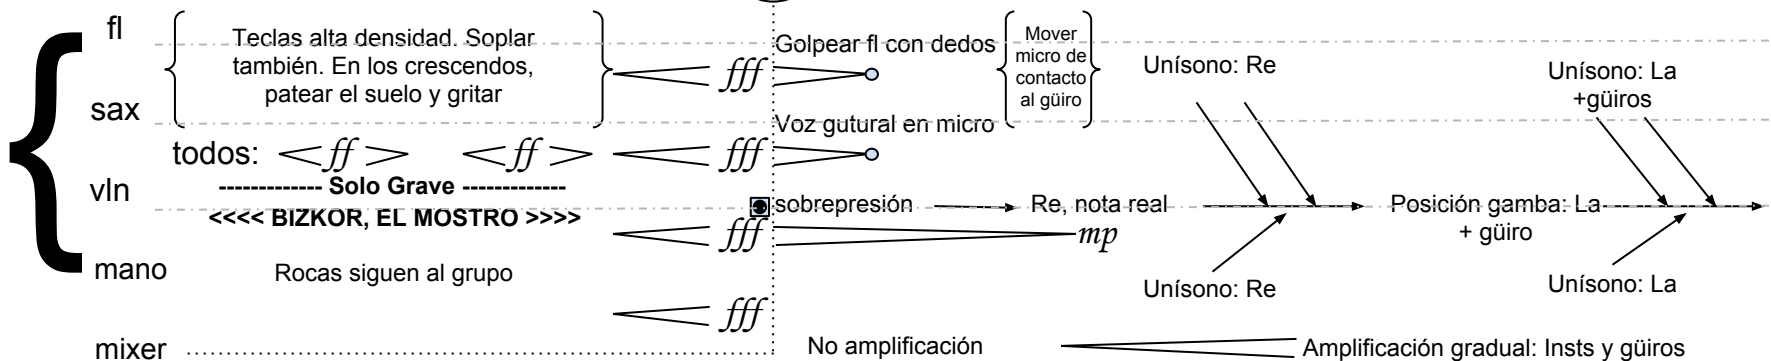 fl
Teclas alta densidad. Soplar
también. En los crescendos,
patear el suelo y gritar
fff
Golpear fl con dedos
Mover
micro de
contacto
al güiro
Unísono: Re
Unísono: La
+güiros
sax
todos: ff ff fff
Voz gutural en micro
vln
------------ Solo Grave ------------
<<<< BIZKOR, EL MOSTRO >>>>
sobrepresión
Re, nota real
Posición gamba: La
+ güiro
fff
mp
mano
Rocas siguen al grupo
Unísono: Re
Unísono: La
fff
mixer
No amplificación
Amplificación gradual: Insts y güiros